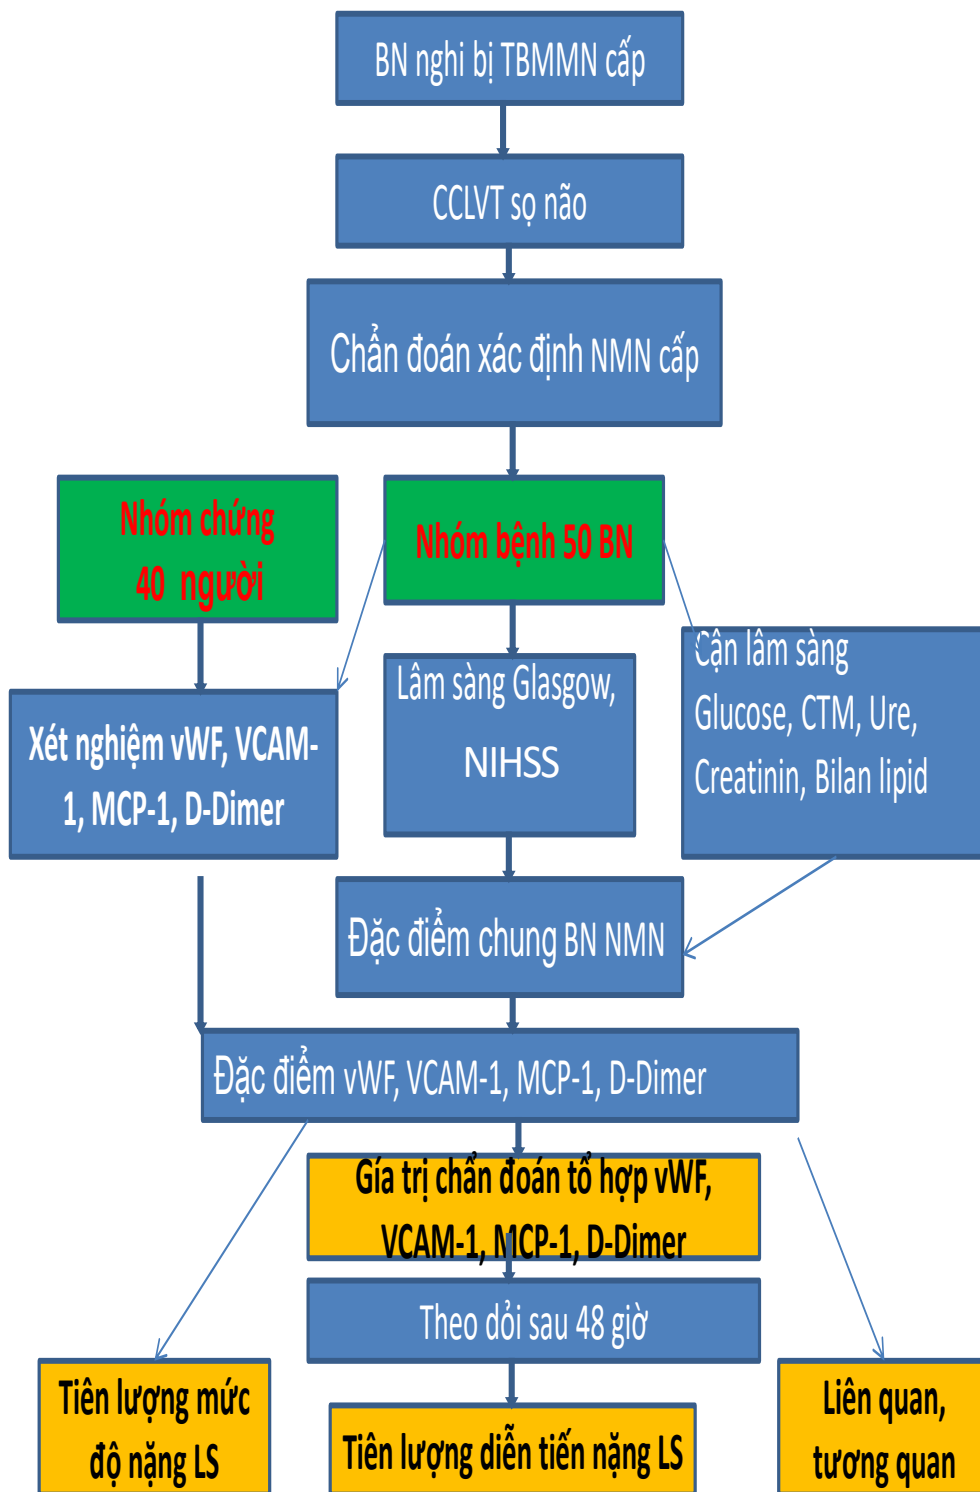 BN nghi bị TBMMN cấp
CCLVT sọ não
Chẩn đoán xác định NMN cấp
Nhóm chứng
40 người
Nhóm bệnh 50 BN
Xét nghiệm vWF, VCAM-
1, MCP-1, D-Dimer
Lâm sàng Glasgow,
NIHSS
Cận lâm sàng
Glucose, CTM, Ure,
Creatinin, Bilan lipid
Đặc điểm chung BN NMN
Đặc điểm vWF, VCAM-1, MCP-1, D-Dimer
Gía trị chẩn đoán tổ hợp vWF,
VCAM-1, MCP-1, D-Dimer
Theo dỏi sau 48 giờ
Tiên lượng mức
độ nặng LS
Tiên lượng diễn tiến nặng LS
Liên quan,
tương quan